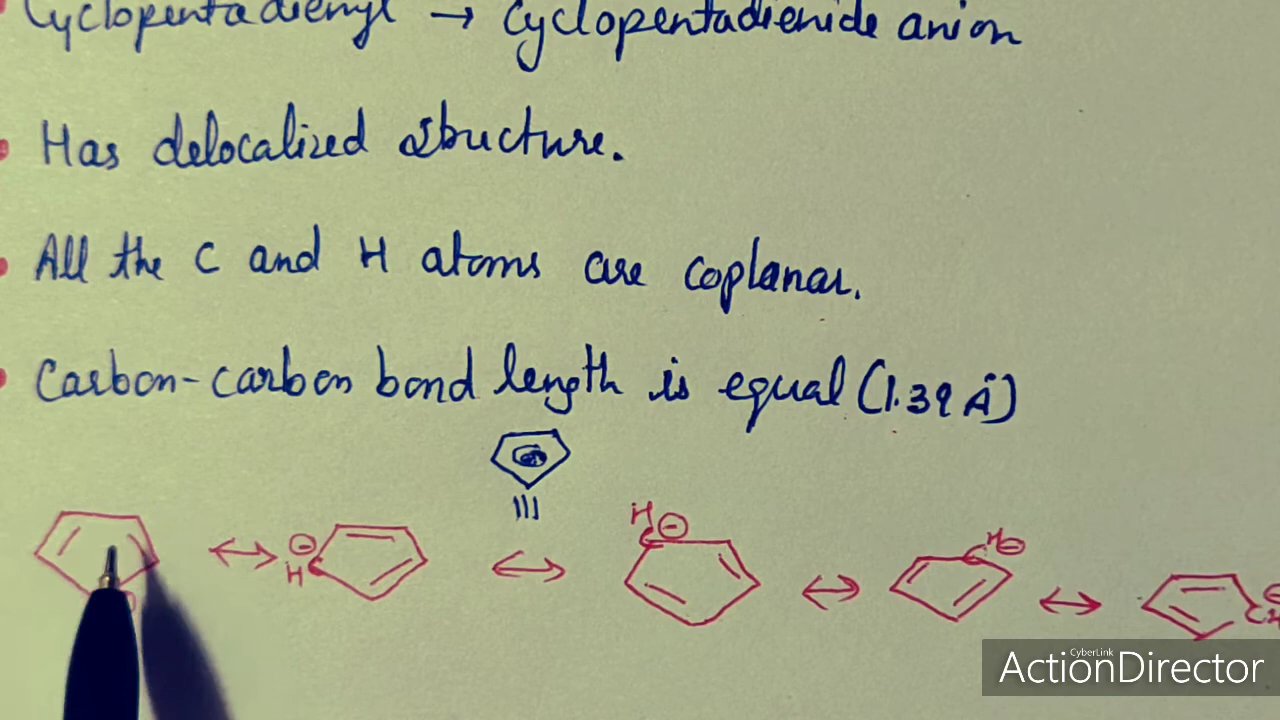 Cyclopentadienyl → Cyclopentadienide anion
Has delocalized structure.
All the C and H atoms are coplanar.
Carbon-carbon bond length is equal (1.39 Å)
H ⊖
⊖
H
H ⊖
C
CyberLink
ActionDirector